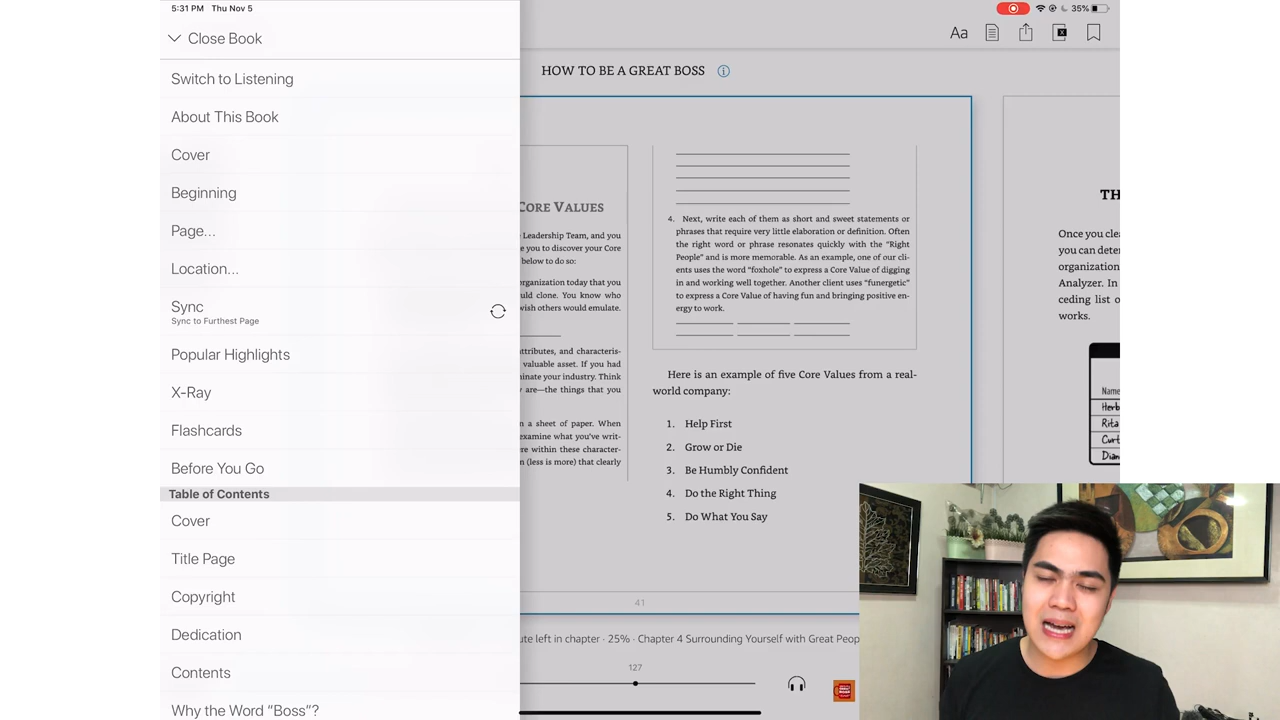 5:31 PM Thu Nov 5
35%
Close Book
Switch to Listening
About This Book
Cover
Beginning
Page...
Location...
Sync
Sync to Furthest Page
Popular Highlights
X-Ray
Flashcards
Before You Go
Table of Contents
Cover
Title Page
Copyright
Dedication
Contents
Why the Word “Boss”?
Aa
HOW TO BE A GREAT BOSS
CORE VALUES
Leadership Team, and you
e you to discover your Core
below to do so:
organization today that you
uld clone. You know who
wish others would emulate.
ttributes, and characteris-
valuable asset. If you had
minate your industry. Think
are—the things that you
n a sheet of paper. When
examine what you've writ-
re within these character-
n (less is more) that clearly
4. Next, write each of them as short and sweet statements or
phrases that require very little elaboration or definition. Often
the right word or phrase resonates quickly with the “Right
People” and is more memorable. As an example, one of our cli-
ents uses the word “foxhole” to express a Core Value of digging
in and working well together. Another client uses “funergetic”
to express a Core Value of having fun and bringing positive en-
ergy to work.
Here is an example of five Core Values from a real-
world company:
1. Help First
2. Grow or Die
3. Be Humbly Confident
4. Do the Right Thing
5. Do What You Say
41
TH
Once you clea
you can deter
organization
Analyzer. In
ceding list o
works.
Name
Herb
Rita
Curt
Dian
ute left in chapter · 25% · Chapter 4 Surrounding Yourself with Great Peop
127